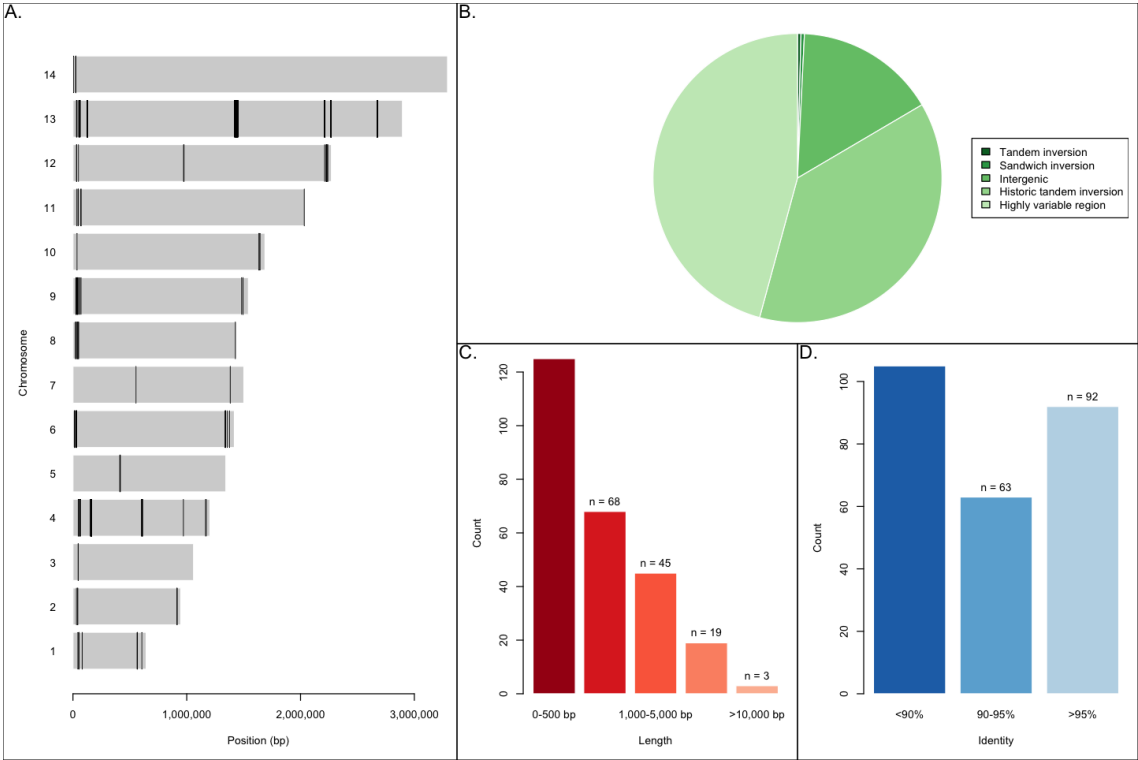 A.
14
13
12
11
10
9
8
7
6
5
4
3
2
1
Chromosome
0 1,000,000 2,000,000 3,000,000
Position (bp)
B.
Tandem inversion
Sandwich inversion
Intergenic
Historic tandem inversion
Highly variable region
C.
120
100
80
60
40
20
0
Count
n = 68
n = 45
n = 19
n = 3
0-500 bp 1,000-5,000 bp >10,000 bp
Length
D.
100
80
60
40
20
0
Count
n = 92
n = 63
<90% 90-95% >95%
Identity